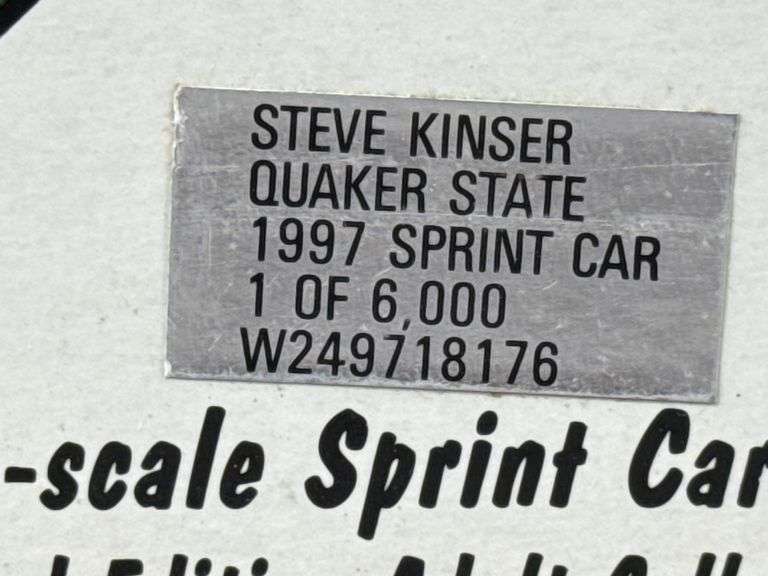 STEVE KINSER
QUAKER STATE
1997 SPRINT CAR
1 OF 6,000
W249718176
-scale Sprint Car